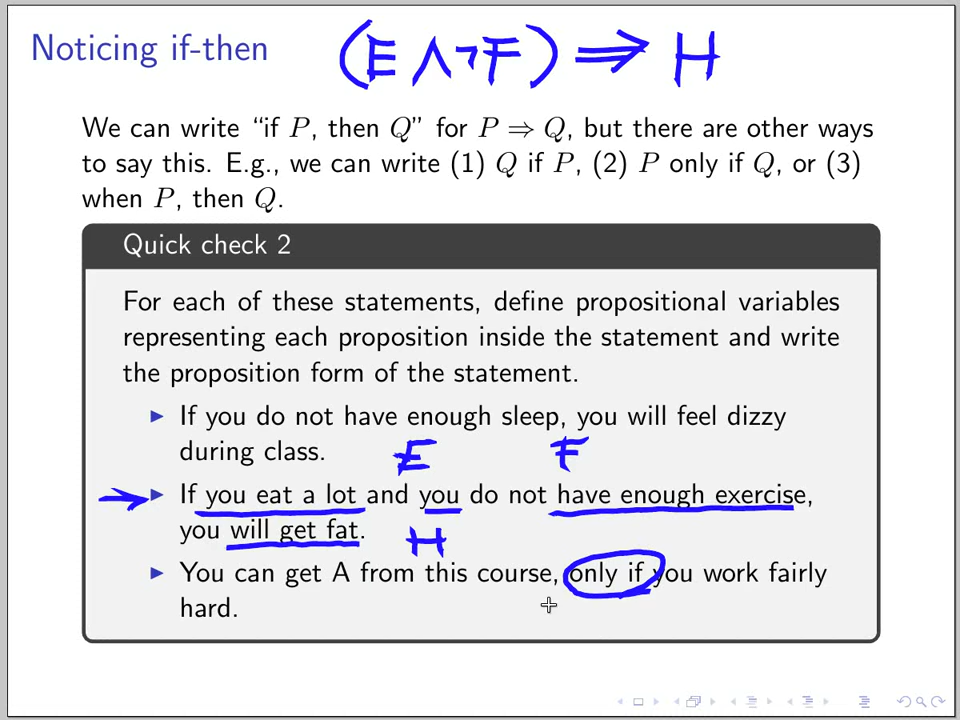 Noticing if-then (E ∧ ¬F) ⇒ H
We can write “if P, then Q” for P ⇒ Q, but there are other ways
to say this. E.g., we can write (1) Q if P, (2) P only if Q, or (3)
when P, then Q.
Quick check 2
For each of these statements, define propositional variables
representing each proposition inside the statement and write
the proposition form of the statement.
If you do not have enough sleep, you will feel dizzy
during class.
E F
If you eat a lot and you do not have enough exercise,
you will get fat. H
You can get A from this course, only if you work fairly
hard.